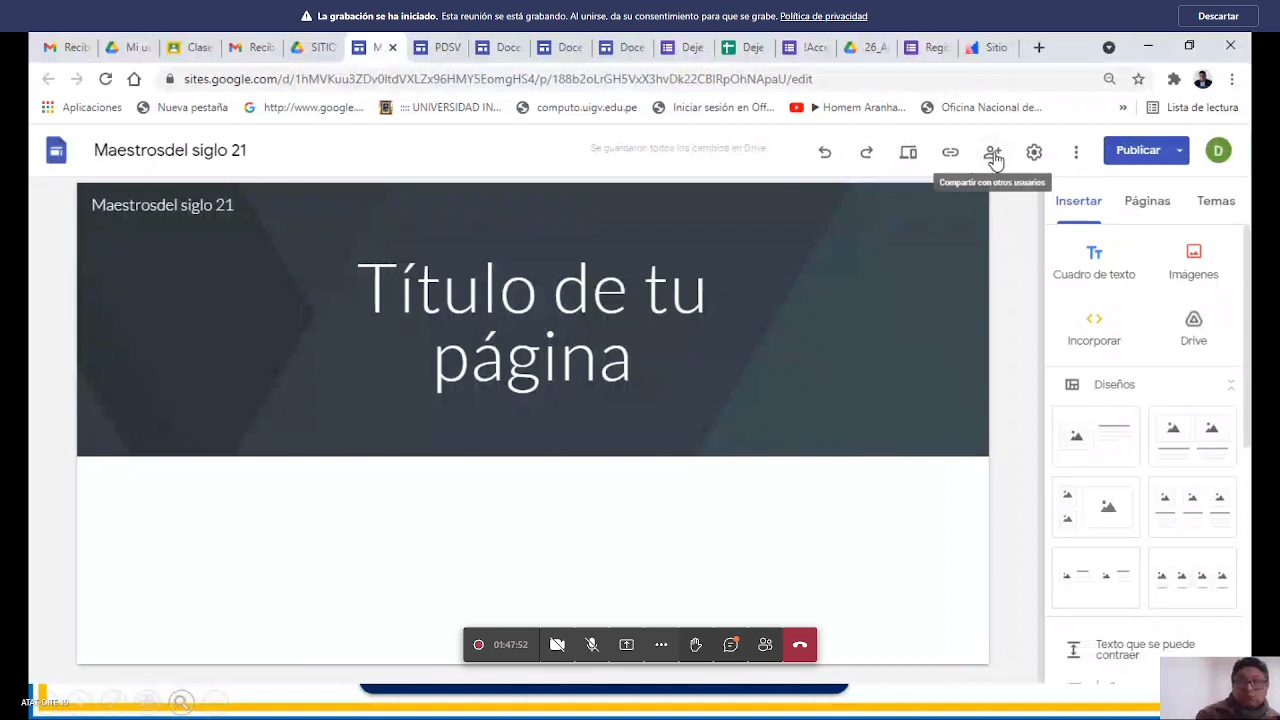 La grabación se ha iniciado. Esta reunión se está grabando. Al unirse, da su consentimiento para que se grabe. Política de privacidad
Descartar
Recib
Mi u
Clase
Recib
SITIC
M
PDSV
Doce
Doce
Doce
Deje
Deje
!Acce
26_A
Regi
Sitio
sites.google.com/d/1hMVKuu3ZDv0ltdVXLZx96HMY5EomgHS4/p/188b2oLrGH5VxX3hvDk22CBlRpOhNApaU/edit
Aplicaciones
Nueva pestaña
http://www.google....
:::: UNIVERSIDAD IN...
computo.uigv.edu.pe
Iniciar sesión en Off...
► Homem Aranha...
Oficina Nacional de...
»
Lista de lectura
Maestrosdel siglo 21
Se guardaron todos los cambios en Drive.
Publicar
D
Compartir con otros usuarios
Maestrosdel siglo 21
Título de tu
página
Insertar
Páginas
Temas
Cuadro de texto
Imágenes
Incorporar
Drive
Diseños
Texto que se puede
contraer
01:47:52